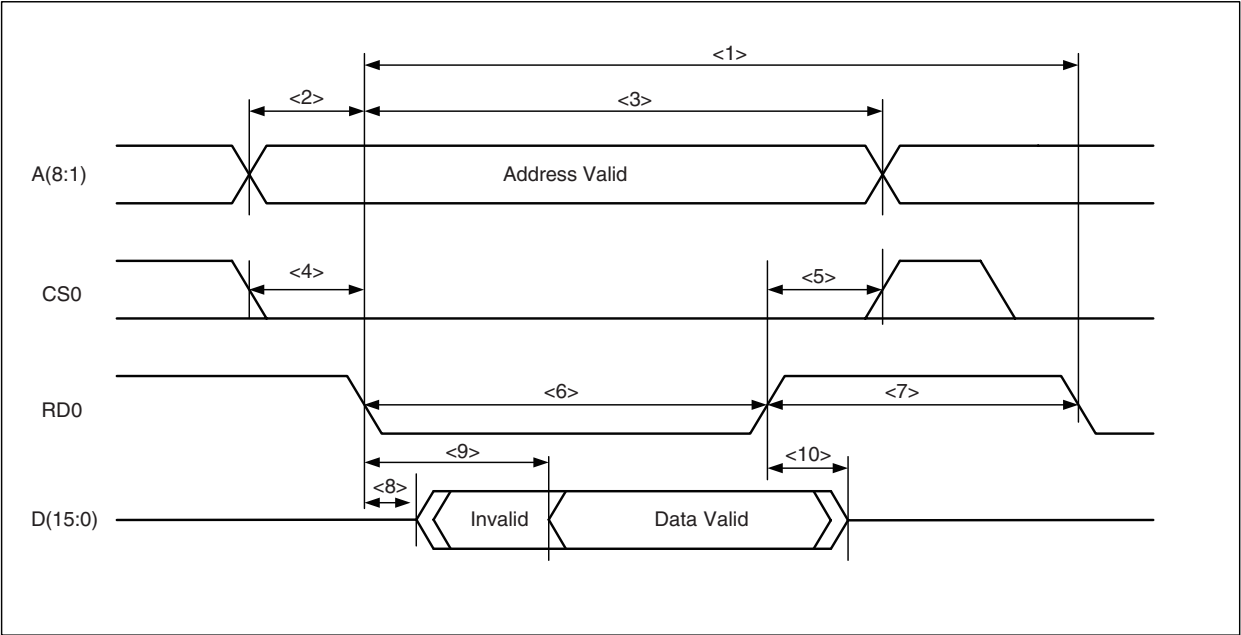 <1>
<2>
<3>
A(8:1)
Address Valid
<4>
<5>
CS0
<6>
<7>
RD0
<9>
<10>
<8>
D(15:0)
Invalid
Data Valid